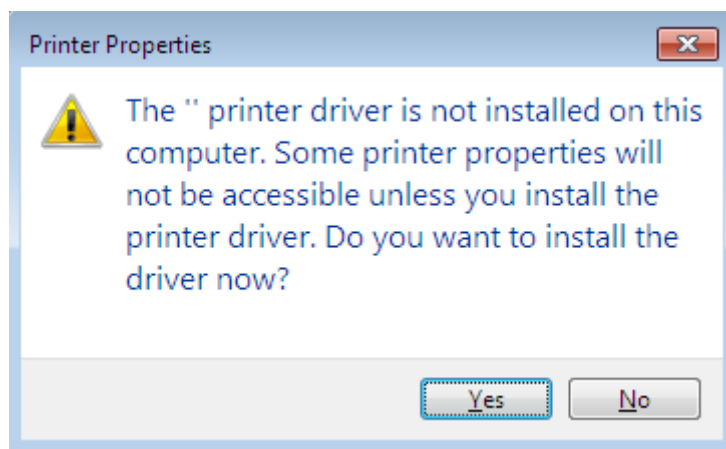 Printer Properties
The '' printer driver is not installed on this
computer. Some printer properties will
not be accessible unless you install the
printer driver. Do you want to install the
driver now?
Yes
No